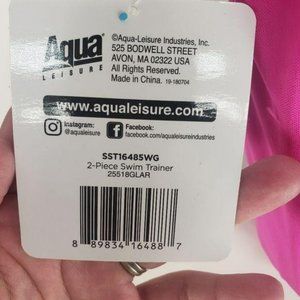 Aqua
LEISURE
©Aqua-Leisure Industries, Inc.
525 BODWELL STREET
AVON, MA 02322 USA
All Rights Reserved.
Made in China. 19-180704
www.aqualeisure.com
Instagram:
@aqualeisure
Facebook:
facebook.com/aqualeisureindustries
SST16485WG
2-Piece Swim Trainer
25518GLAR
8 89834 16488 7